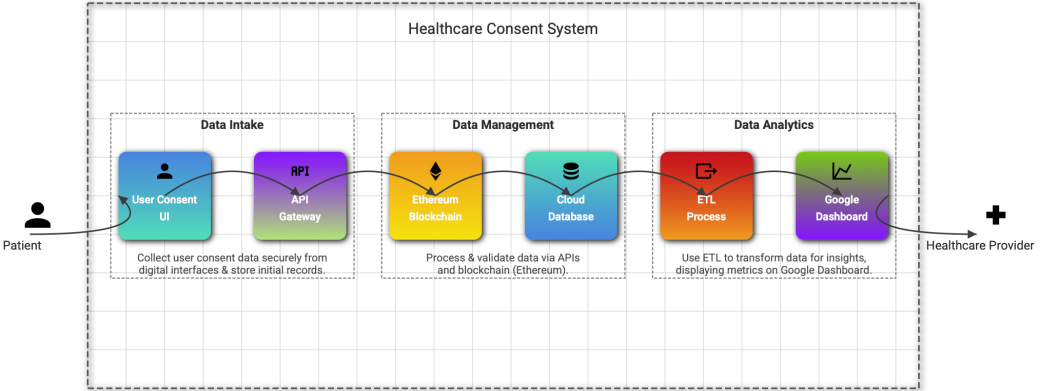 Healthcare Consent System
Data Intake
Data Management
Data Analytics
API
User Consent
UI
API
Gateway
Ethereum
Blockchain
Cloud
Database
ETL
Process
Google
Dashboard
Patient
Healthcare Provider
Collect user consent data securely from
digital interfaces & store initial records.
Process & validate data via APIs
and blockchain (Ethereum).
Use ETL to transform data for insights,
displaying metrics on Google Dashboard.